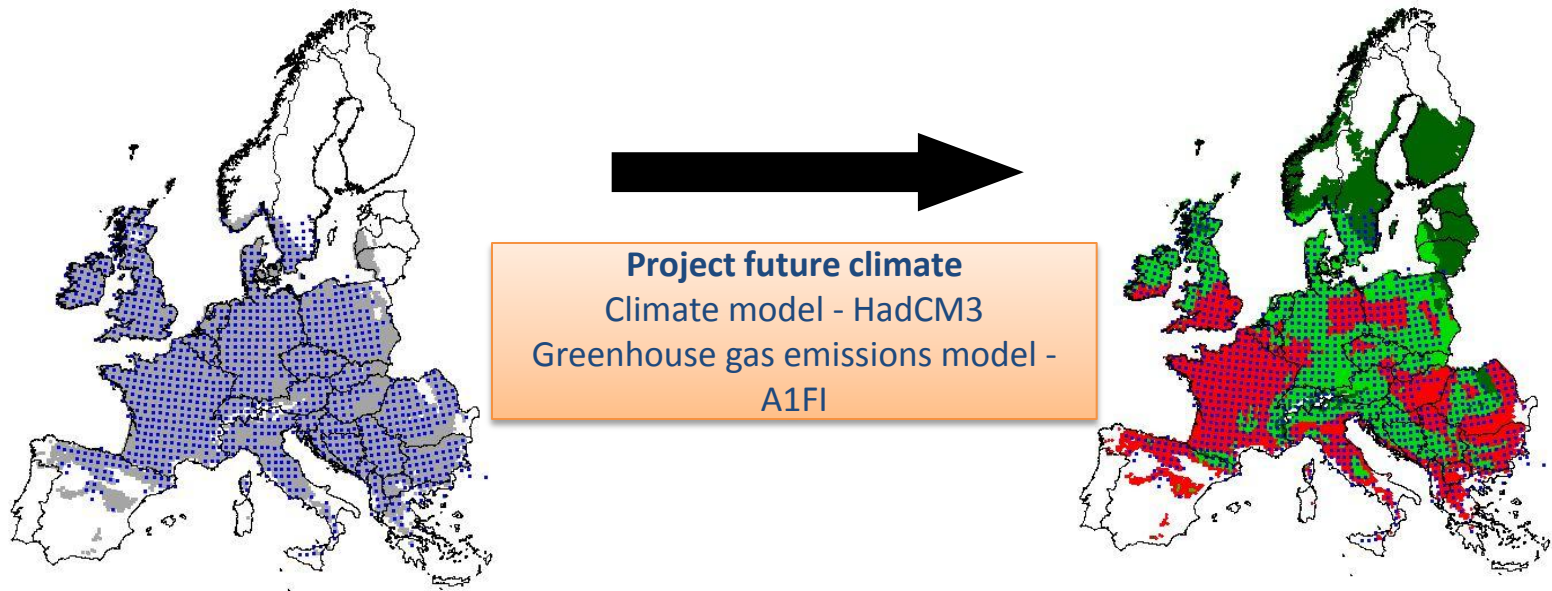 Project future climate
Climate model - HadCM3
Greenhouse gas emissions model -
A1FI